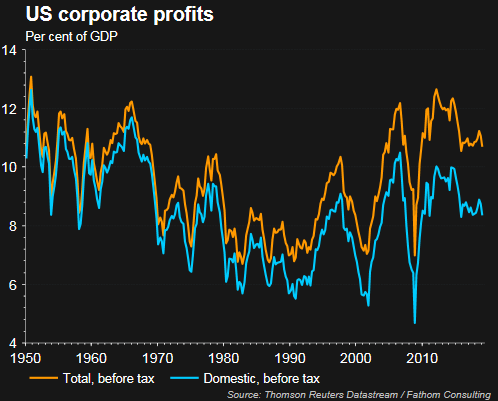 US corporate profits
Per cent of GDP
14
12
10
8
6
4
1950 1960 1970 1980 1990 2000 2010
Total, before tax Domestic, before tax
Source: Thomson Reuters Datastream / Fathom Consulting